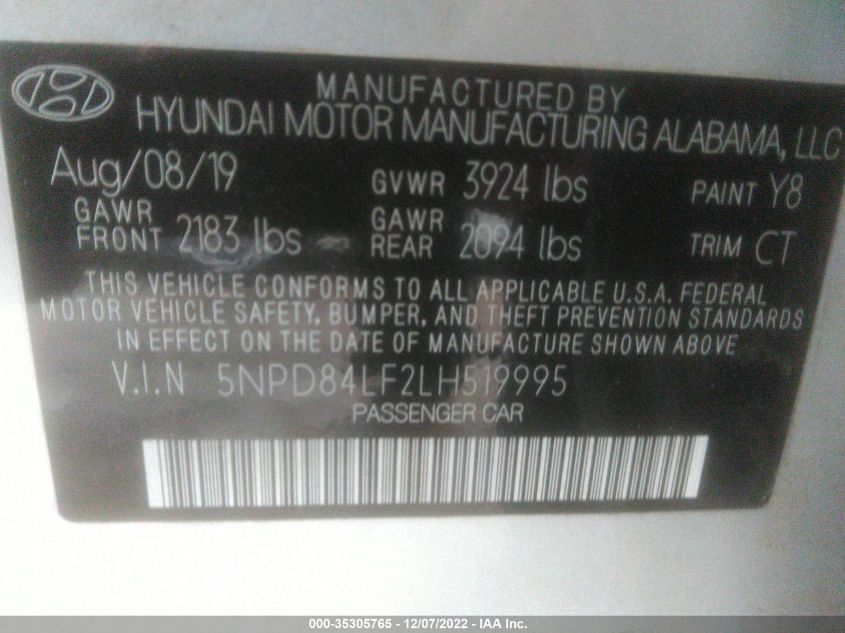 MANUFACTURED BY
HYUNDAI MOTOR MANUFACTURING ALABAMA, LLC
Aug/08/19 GVWR 3924 lbs PAINT Y8
GAWR FRONT 2183 lbs GAWR REAR 2094 lbs TRIM CT
THIS VEHICLE CONFORMS TO ALL APPLICABLE U.S.A. FEDERAL
MOTOR VEHICLE SAFETY, BUMPER, AND THEFT PREVENTION STANDARDS
IN EFFECT ON THE DATE OF MANUFACTURE SHOWN ABOVE
V.I.N 5NPD84LF2LH519995
PASSENGER CAR
000-35305765 - 12/07/2022 - IAA Inc.